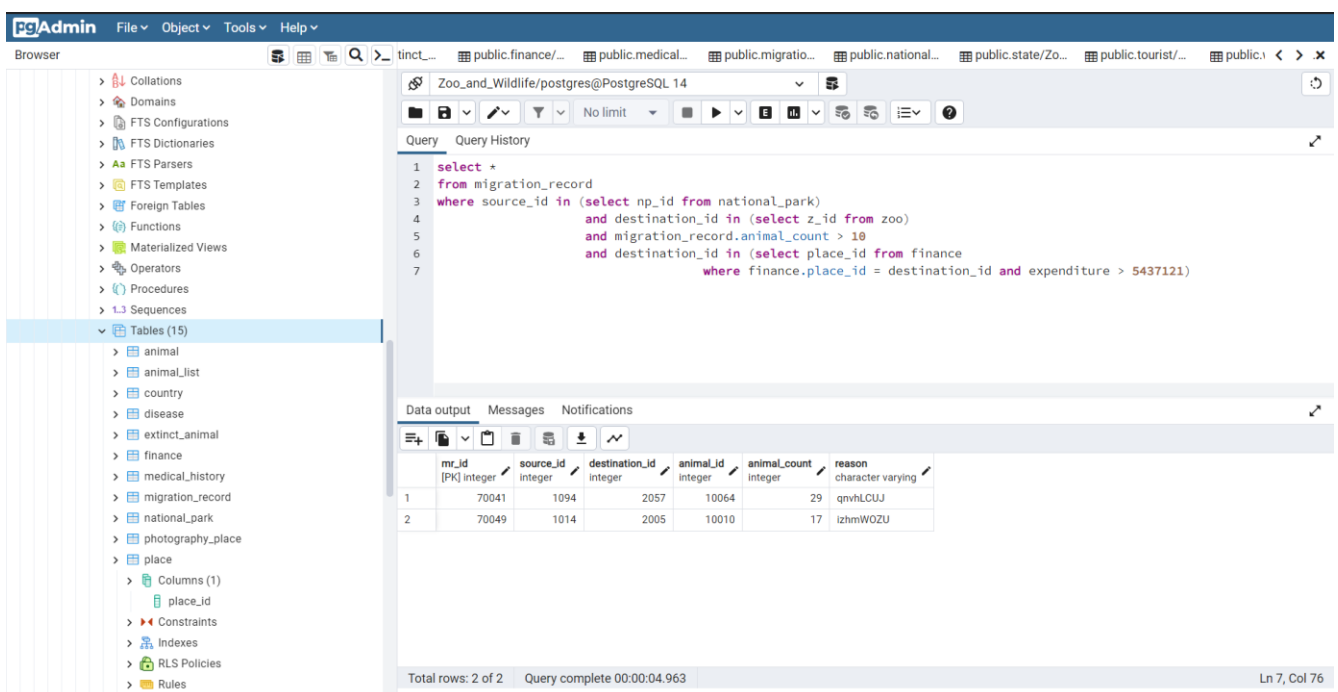 pgAdmin File Object Tools Help
Browser
tinct_... public.finance/... public.medical... public.migratio... public.national... public.state/Zo... public.tourist/... public.
Collations
Domains
FTS Configurations
FTS Dictionaries
Aa FTS Parsers
FTS Templates
Foreign Tables
Functions
Materialized Views
Operators
Procedures
1..3 Sequences
Tables (15)
animal
animal_list
country
disease
extinct_animal
finance
medical_history
migration_record
national_park
photography_place
place
Columns (1)
place_id
Constraints
Indexes
RLS Policies
Rules
Zoo_and_Wildlife/postgres@PostgreSQL 14
No limit E
Query Query History
1 select *
2 from migration_record
3 where source_id in (select np_id from national_park)
4 and destination_id in (select z_id from zoo)
5 and migration_record.animal_count > 10
6 and destination_id in (select place_id from finance
7 where finance.place_id = destination_id and expenditure > 5437121)
Data output Messages Notifications
mr_id source_id destination_id animal_id animal_count reason
[PK] integer integer integer integer integer character varying
1 70041 1094 2057 10064 29 qnvhLCUJ
2 70049 1014 2005 10010 17 izhmWOZU
Total rows: 2 of 2 Query complete 00:00:04.963 Ln 7, Col 76